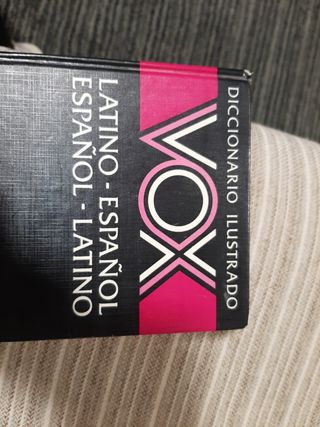 DICCIONARIO ILUSTRADO
VOX
LATINO - ESPAÑOL
ESPAÑOL - LATINO